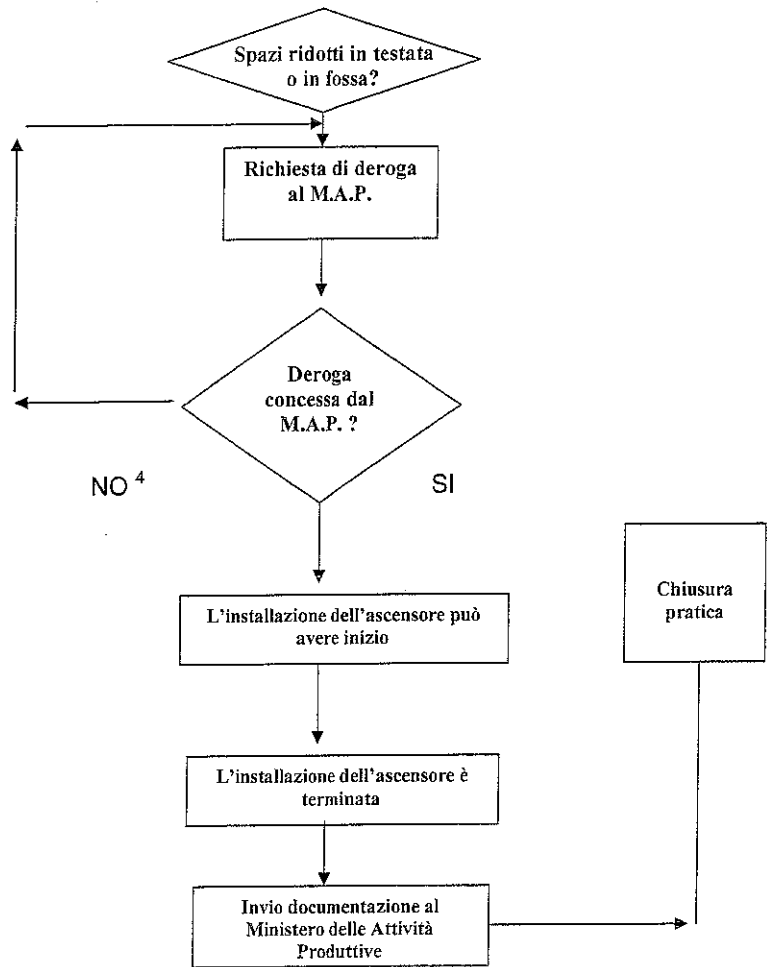 Spazi ridotti in testata
o in fossa?
Richiesta di deroga
al M.A.P.
Deroga
concessa dal
M.A.P. ?
NO 4
SI
L'installazione dell'ascensore può
avere inizio
Chiusura
pratica
L'installazione dell'ascensore è
terminata
Invio documentazione al
Ministero delle Attività
Produttive